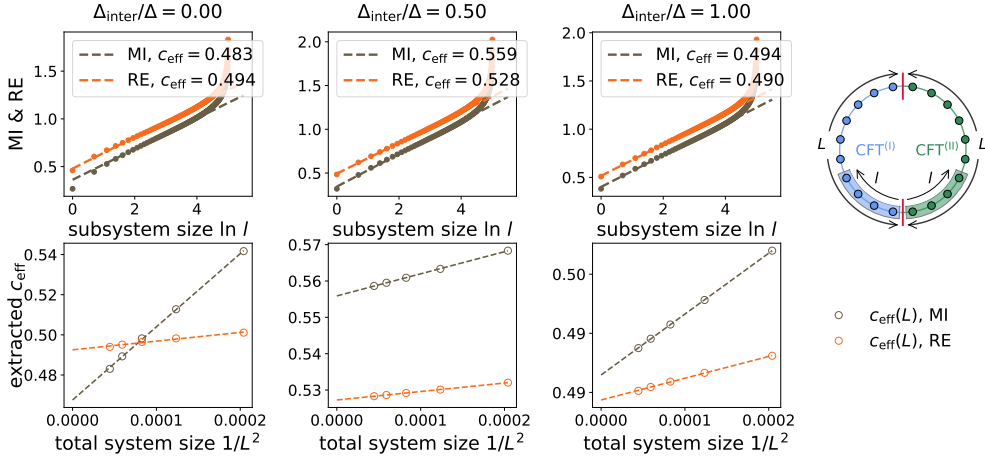 Δinter/Δ = 0.00
Δinter/Δ = 0.50
Δinter/Δ = 1.00
MI & RE
1.5
1.0
0.5
MI, ceff = 0.483
RE, ceff = 0.494
0
2
4
subsystem size ln l
2.0
1.5
1.0
0.5
MI, ceff = 0.559
RE, ceff = 0.528
0
2
4
subsystem size ln l
2.0
1.5
1.0
0.5
MI, ceff = 0.494
RE, ceff = 0.490
0
2
4
subsystem size ln l
L
L
CFT(I)
CFT(II)
l
l
extracted ceff
0.54
0.52
0.50
0.48
0.0000
0.0001
0.0002
total system size 1/L²
0.57
0.56
0.55
0.54
0.53
0.0000
0.0001
0.0002
total system size 1/L²
0.50
0.49
0.49
0.0000
0.0001
0.0002
total system size 1/L²
ceff(L), MI
ceff(L), RE